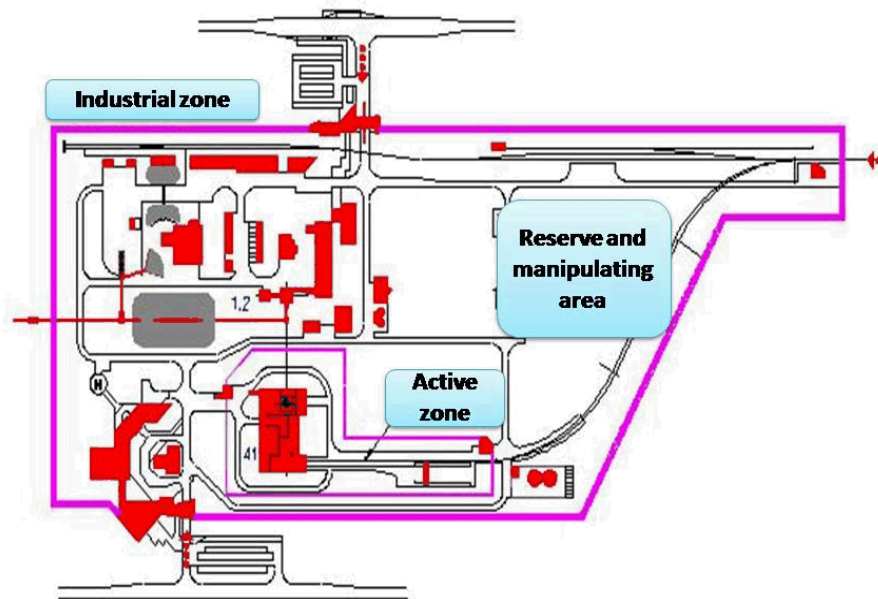 Industrial zone
Reserve and
manipulating
area
1.2
Active
zone
H
41